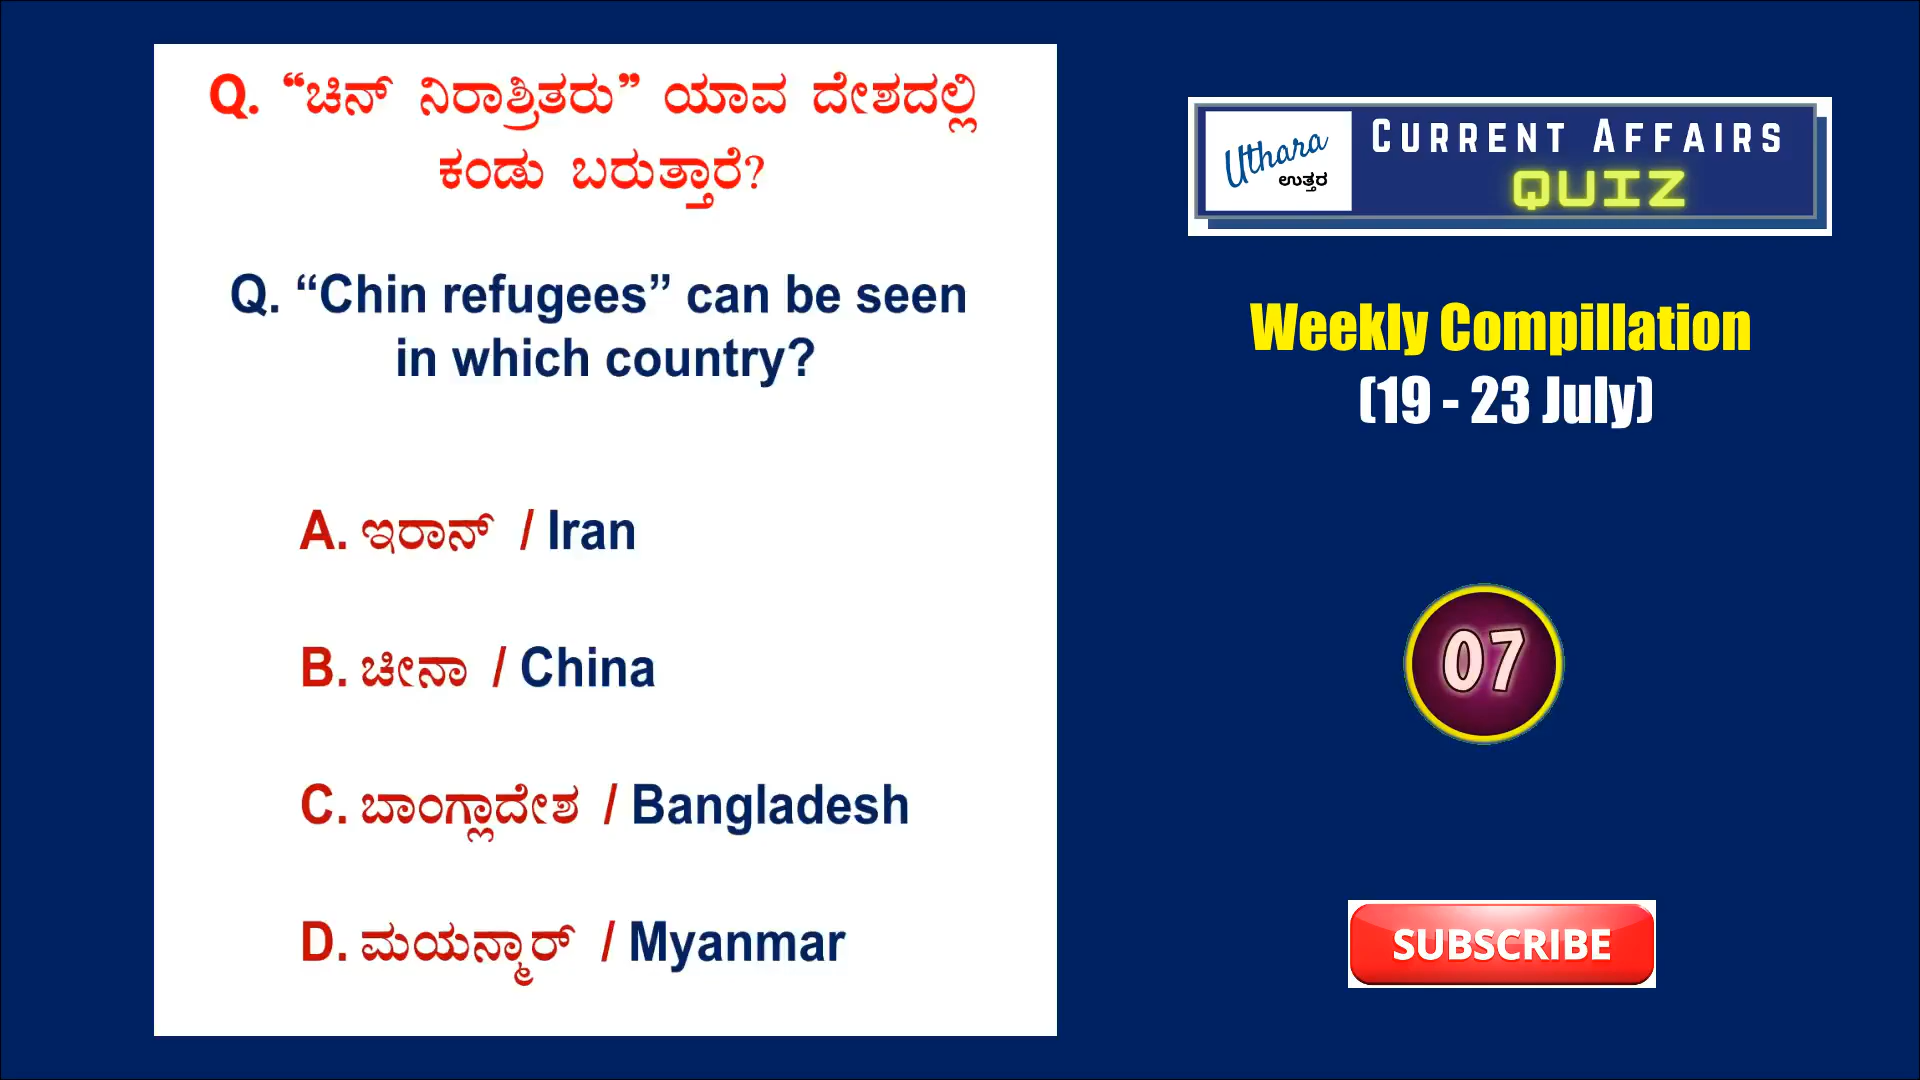 Q. “ಚಿನ್ ನಿರಾಶ್ರಿತರು” ಯಾವ ದೇಶದಲ್ಲಿ
ಕಂಡು ಬರುತ್ತಾರೆ?
Q. “Chin refugees” can be seen
in which country?
A. ಇರಾನ್ / Iran
B. ಚೀನಾ / China
C. ಬಾಂಗ್ಲಾದೇಶ / Bangladesh
D. ಮಯನ್ಮಾರ್ / Myanmar
Uthara
ಉತ್ತರ
CURRENT AFFAIRS
QUIZ
Weekly Compillation
(19 - 23 July)
07
SUBSCRIBE